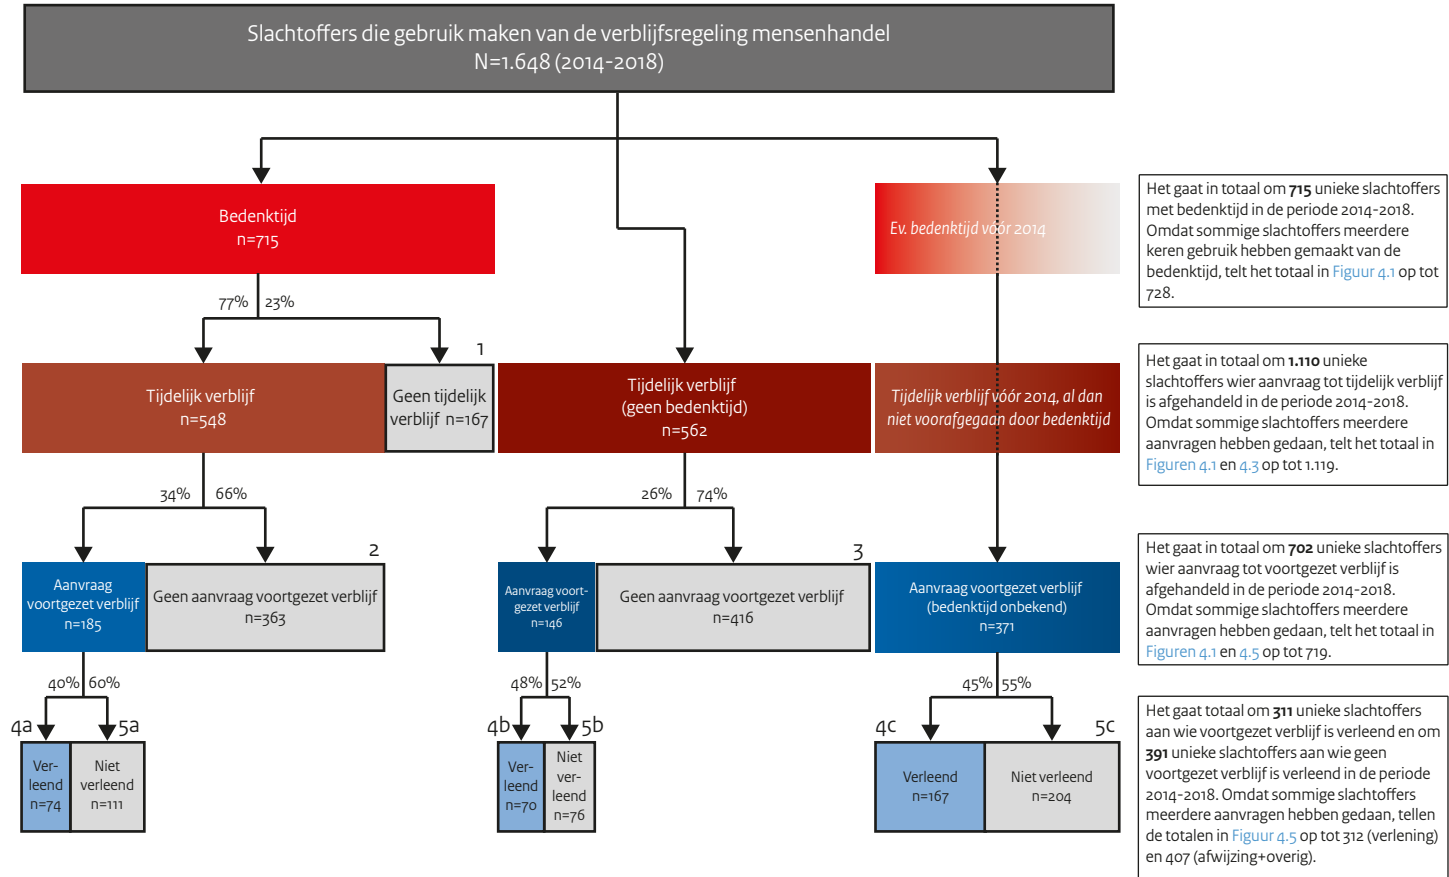 Slachtoffers die gebruik maken van de verblijfsregeling mensenhandel
N=1.648 (2014-2018)
Bedenktijd
n=715
Ev. bedenktijd vóór 2014
Het gaat in totaal om 715 unieke slachtoffers
met bedenktijd in de periode 2014-2018.
Omdat sommige slachtoffers meerdere
keren gebruik hebben gemaakt van de
bedenktijd, telt het totaal in Figuur 4.1 op tot
728.
77% 23%
1
Tijdelijk verblijf
n=548
Geen tijdelijk
verblijf n=167
Tijdelijk verblijf
(geen bedenktijd)
n=562
Tijdelijk verblijf vóór 2014, al dan
niet voorafgegaan door bedenktijd
Het gaat in totaal om 1.110 unieke
slachtoffers wier aanvraag tot tijdelijk verblijf
is afgehandeld in de periode 2014-2018.
Omdat sommige slachtoffers meerdere
aanvragen hebben gedaan, telt het totaal in
Figuren 4.1 en 4.3 op tot 1.119.
34% 66%
26% 74%
2
3
Aanvraag
voortgezet verblijf
n=185
Geen aanvraag voortgezet verblijf
n=363
Aanvraag voort-
gezet verblijf
n=146
Geen aanvraag voortgezet verblijf
n=416
Aanvraag voortgezet verblijf
(bedenktijd onbekend)
n=371
Het gaat in totaal om 702 unieke slachtoffers
wier aanvraag tot voortgezet verblijf is
afgehandeld in de periode 2014-2018.
Omdat sommige slachtoffers meerdere
aanvragen hebben gedaan, telt het totaal in
Figuren 4.1 en 4.5 op tot 719.
40% 60%
48% 52%
45% 55%
4a
5a
4b
5b
4c
5c
Ver-
leend
n=74
Niet
verleend
n=111
Ver-
leend
n=70
Niet
ver-
leend
n=76
Verleend
n=167
Niet verleend
n=204
Het gaat totaal om 311 unieke slachtoffers
aan wie voortgezet verblijf is verleend en om
391 unieke slachtoffers aan wie geen
voortgezet verblijf is verleend in de periode
2014-2018. Omdat sommige slachtoffers
meerdere aanvragen hebben gedaan, tellen
de totalen in Figuur 4.5 op tot 312 (verlening)
en 407 (afwijzing+overig).